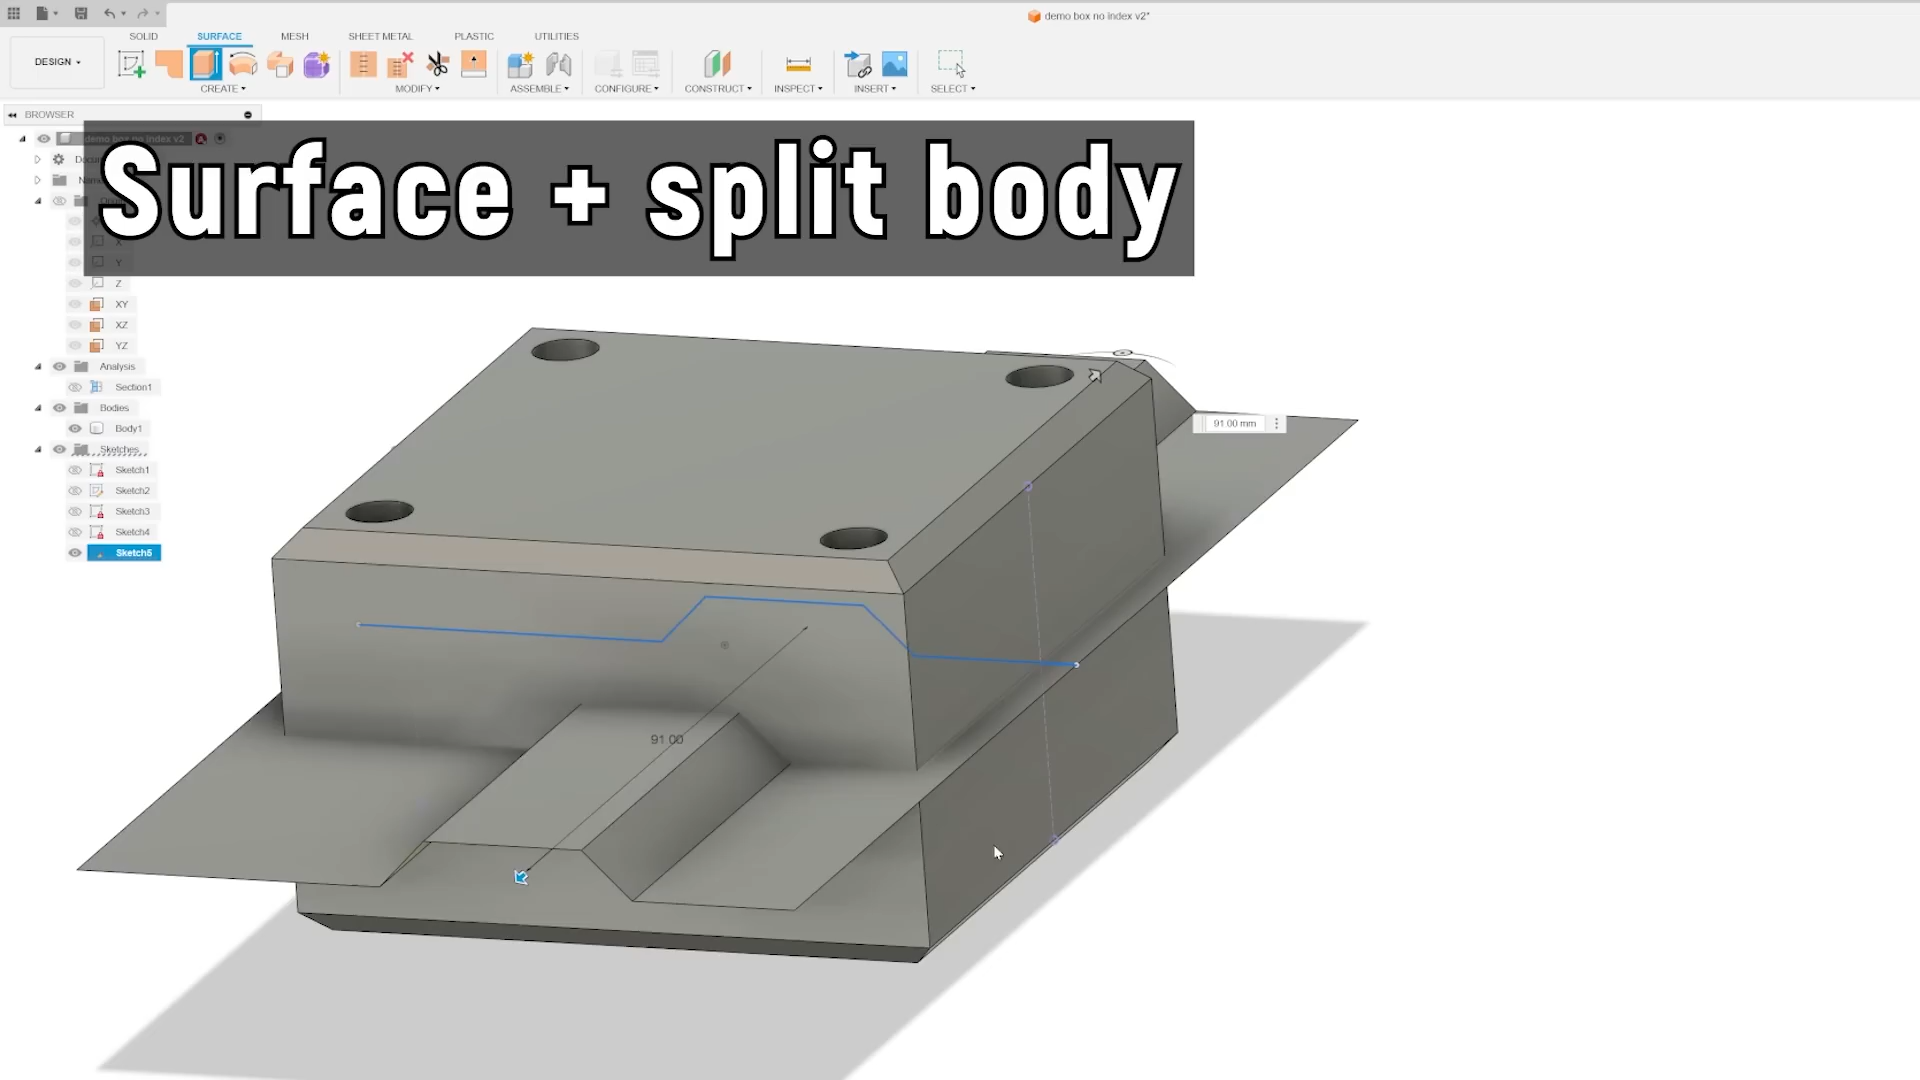 demo box no index v2*
SOLID SURFACE MESH SHEET METAL PLASTIC UTILITIES
DESIGN
CREATE MODIFY ASSEMBLE CONFIGURE CONSTRUCT INSPECT INSERT SELECT
BROWSER
demo box no index v2
Surface + split body
X
Y
Z
XY
XZ
YZ
Analysis
Section1
Bodies
Body1
Sketches
Sketch1
Sketch2
Sketch3
Sketch4
Sketch5
91.00 mm
91.00